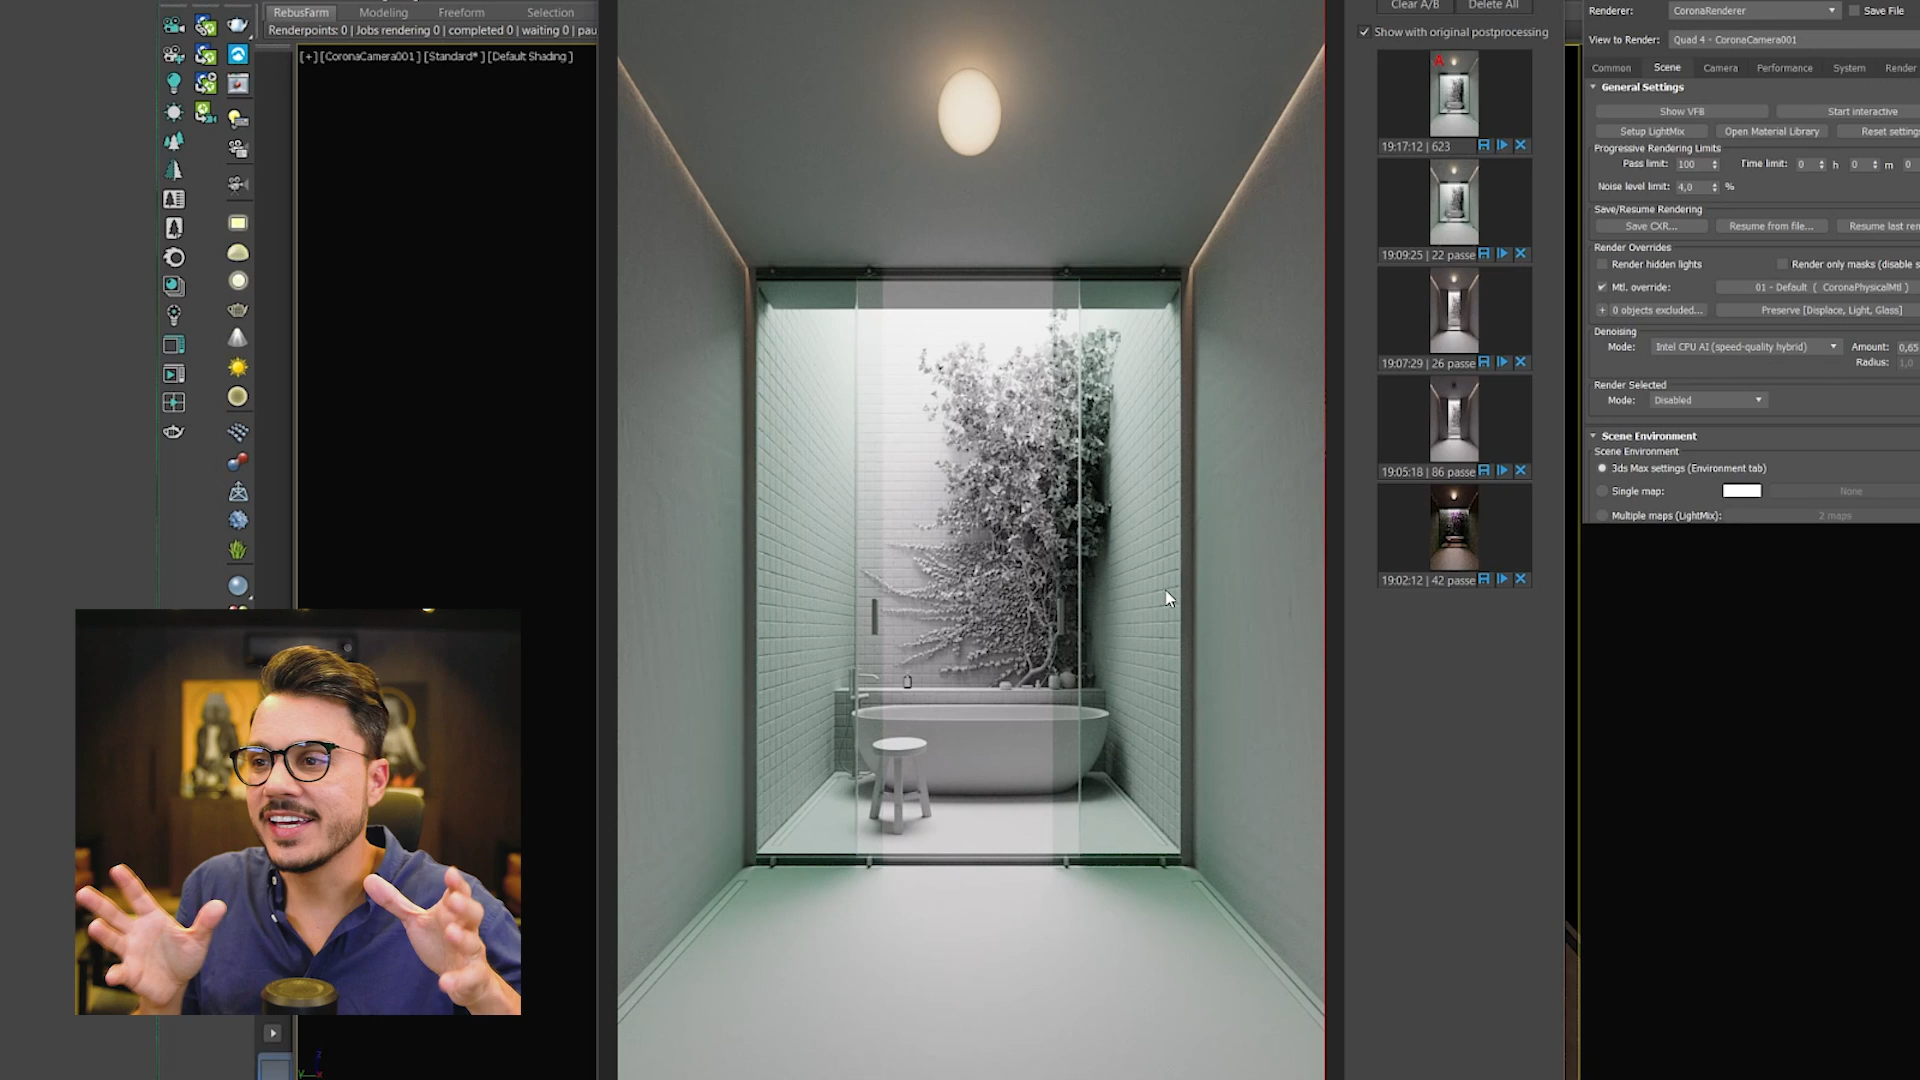 RebusFarm Modeling Freeform Selection
Renderpoints: 0 | Jobs rendering 0 | completed 0 | waiting 0 | pau
[+] [CoronaCamera001] [Standard*] [Default Shading]
Clear A/B Delete All
Show with original postprocessing
A
19:17:12 | 623
19:09:25 | 22 passe
19:07:29 | 26 passe
19:05:18 | 86 passe
19:02:12 | 42 passe
Renderer: CoronaRenderer Save File
View to Render: Quad 4 - CoronaCamera001
Common Scene Camera Performance System Render
General Settings
Show VFB Start interactive
Setup LightMix Open Material Library Reset settings
Progressive Rendering Limits
Pass limit: 100 Time limit: 0 h 0 m 0
Noise level limit: 4,0 %
Save/Resume Rendering
Save CXR... Resume from file... Resume last ren
Render Overrides
Render hidden lights Render only masks (disable s
Mtl. override: 01 - Default ( CoronaPhysicalMtl )
+ 0 objects excluded... Preserve [Displace, Light, Glass]
Denoising
Mode: Intel CPU AI (speed-quality hybrid) Amount: 0,65
Radius: 1,0
Render Selected
Mode: Disabled
Scene Environment
Scene Environment
3ds Max settings (Environment tab)
Single map: None
Multiple maps (LightMix): 2 maps
z
y x